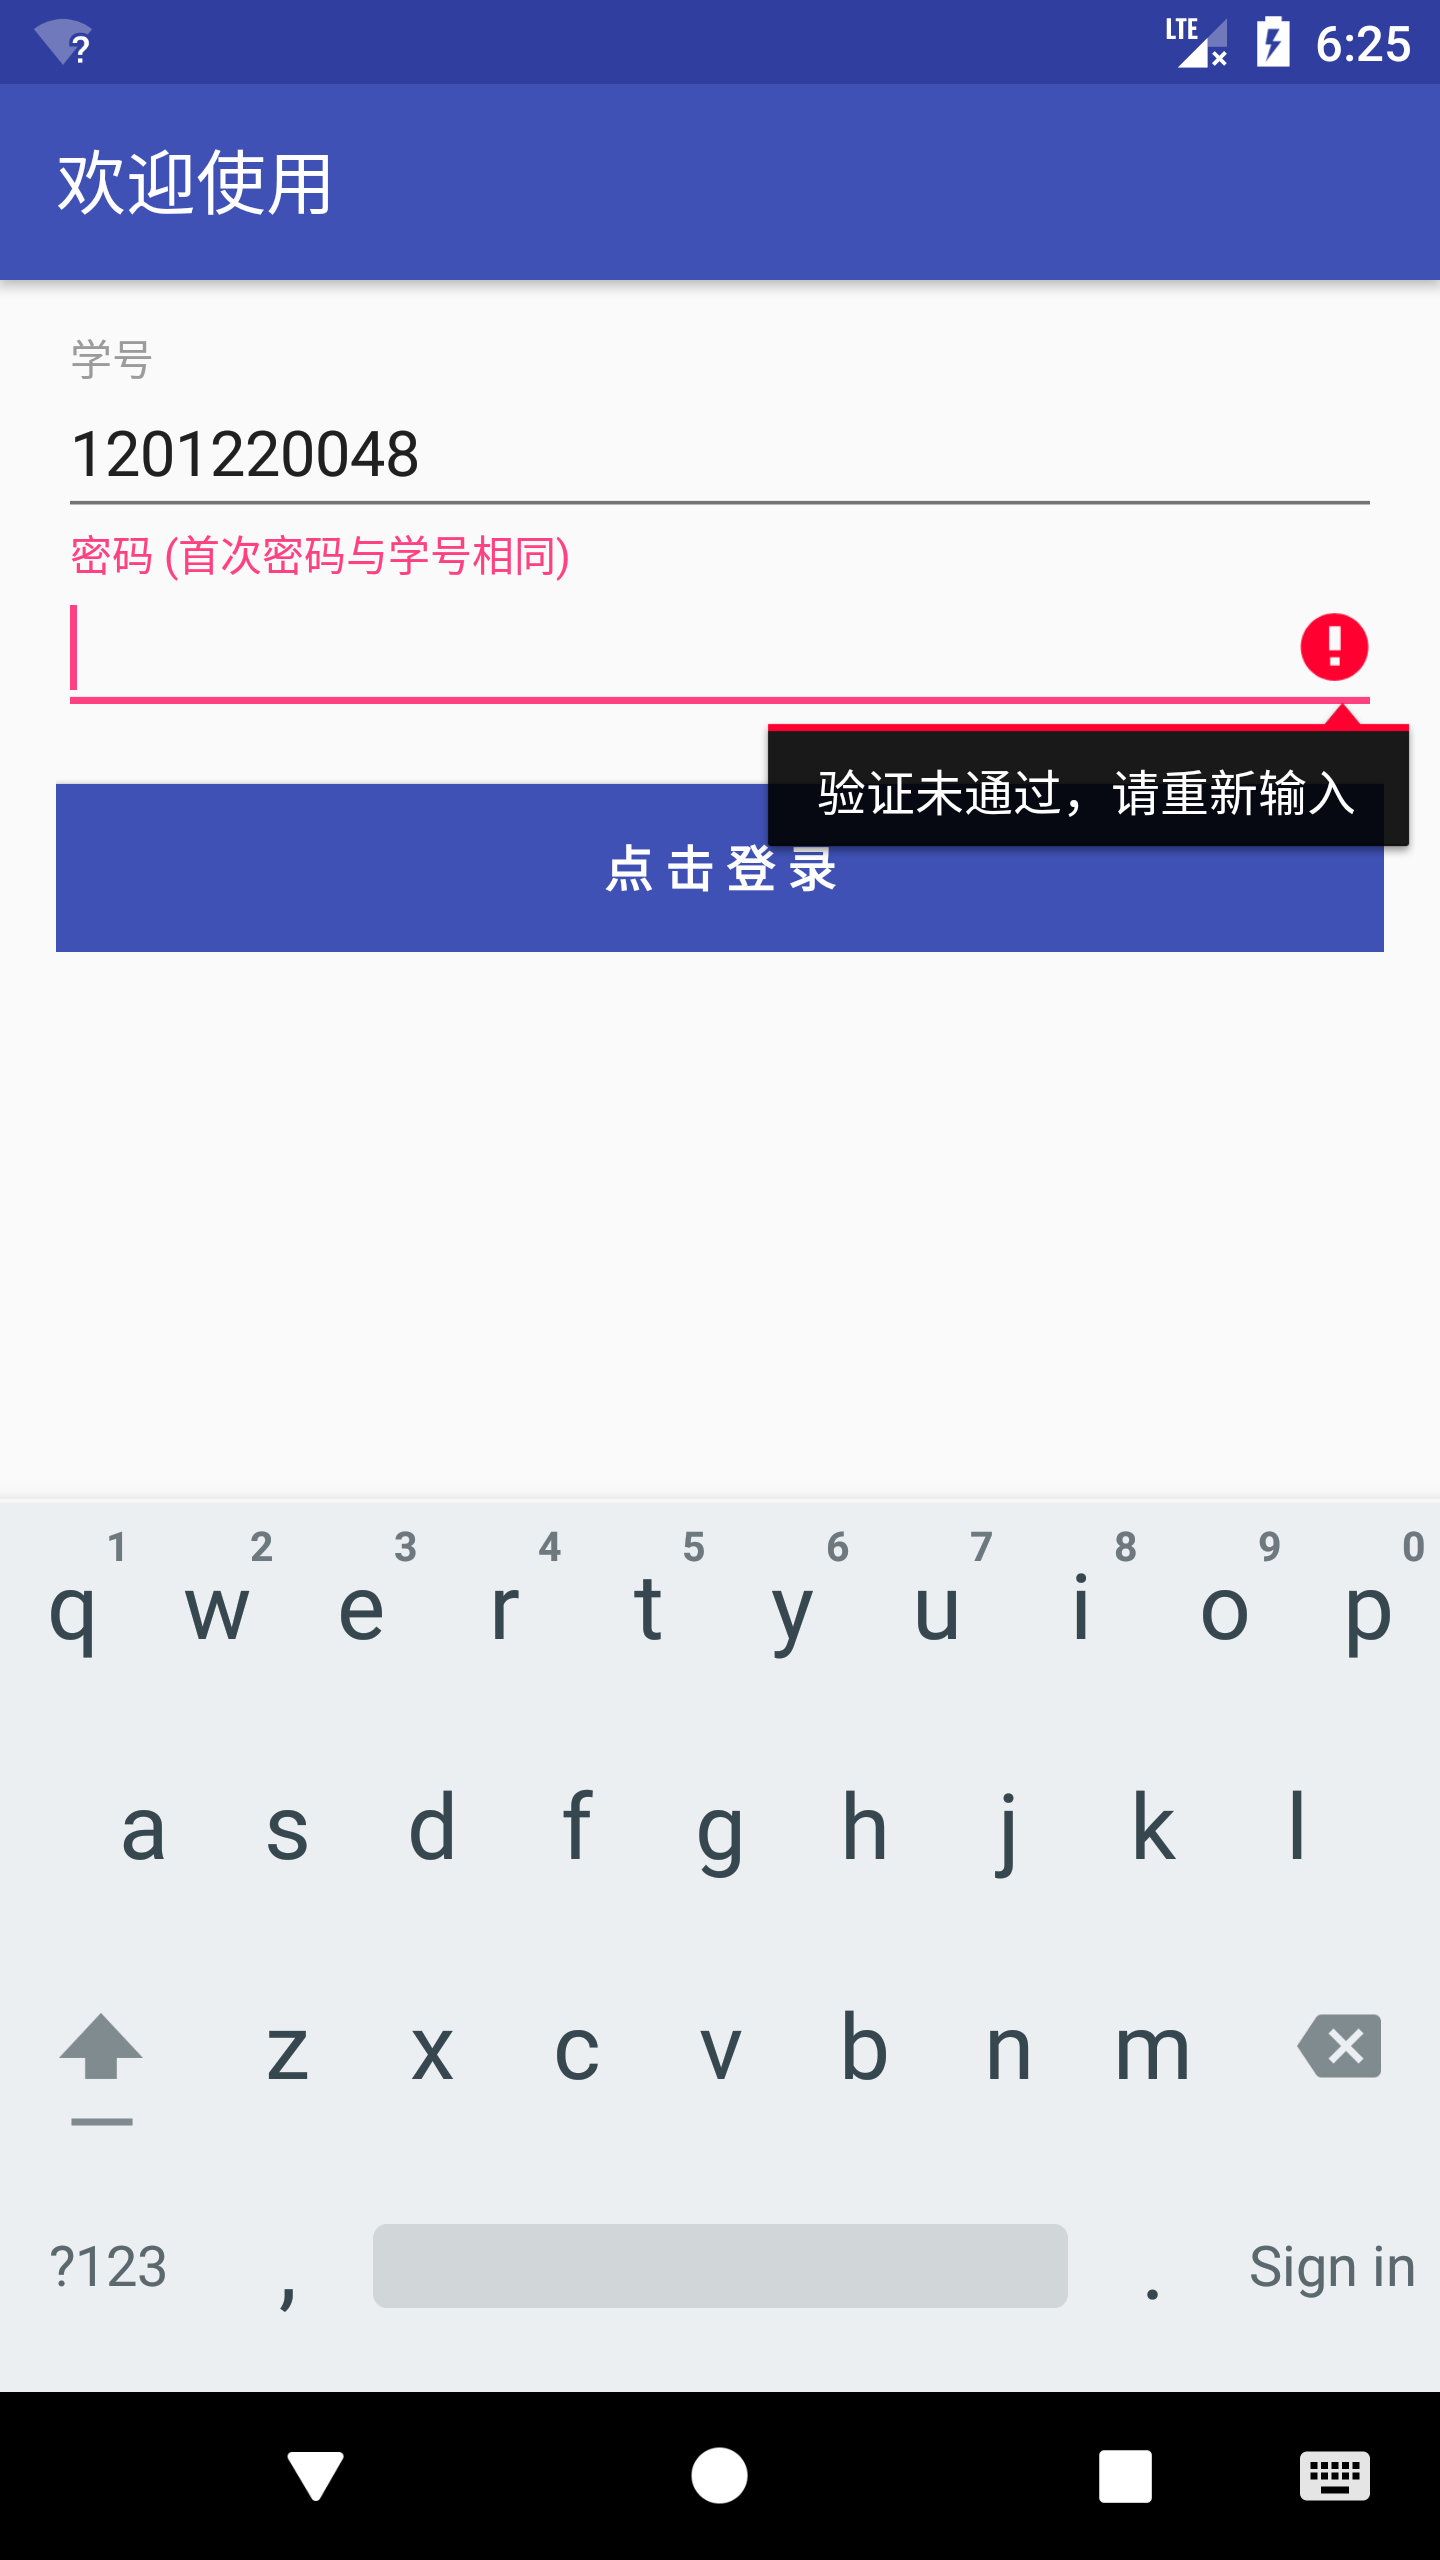 LTE 6:25
欢迎使用
学号
1201220048
密码 (首次密码与学号相同)
验证未通过，请重新输入
点击登录
1 2 3 4 5 6 7 8 9 0
q w e r t y u i o p
a s d f g h j k l
z x c v b n m
?123 , . Sign in